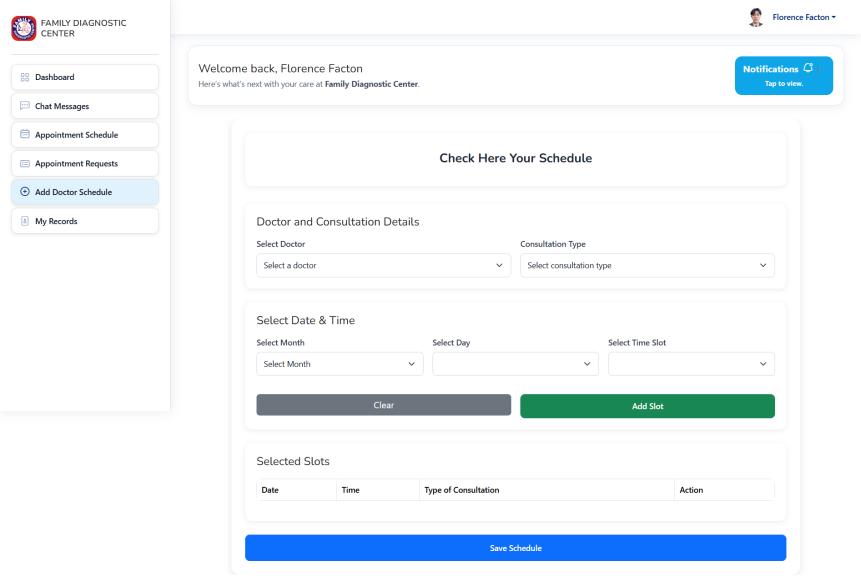 FAMILY DIAGNOSTIC
CENTER
Dashboard
Chat Messages
Appointment Schedule
Appointment Requests
Add Doctor Schedule
My Records
Florence Facton
Welcome back, Florence Facton
Here's what's next with your care at Family Diagnostic Center.
Notifications
Tap to view.
Check Here Your Schedule
Doctor and Consultation Details
Select Doctor
Select a doctor
Consultation Type
Select consultation type
Select Date & Time
Select Month
Select Month
Select Day
Select Time Slot
Clear
Add Slot
Selected Slots
Date Time Type of Consultation Action
Save Schedule